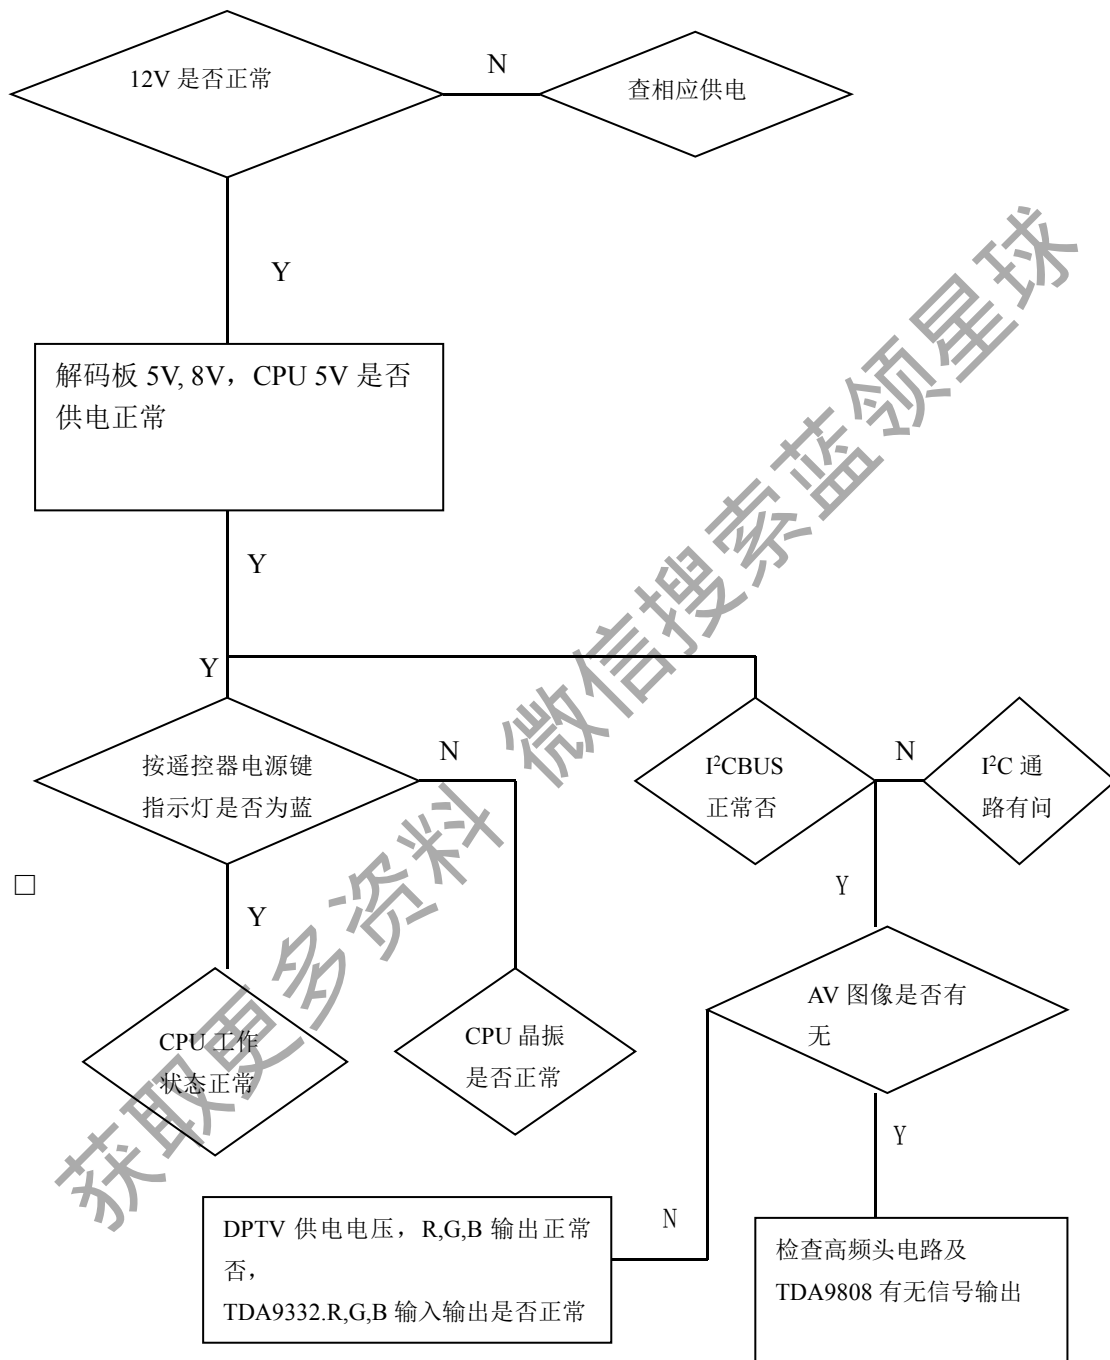 12V 是否正常
N
查相应供电
Y
解码板 5V, 8V，CPU 5V 是否
供电正常
Y
Y
按遥控器电源键
指示灯是否为蓝
N
I²CBUS
正常否
N
I²C 通
路有问
Y
Y
CPU 工作
状态正常
CPU 晶振
是否正常
AV 图像是否有
无
Y
N
DPTV 供电电压，R,G,B 输出正常
否，
TDA9332.R,G,B 输入输出是否正常
检查高频头电路及
TDA9808 有无信号输出
获取更多资料 微信搜索蓝领星球